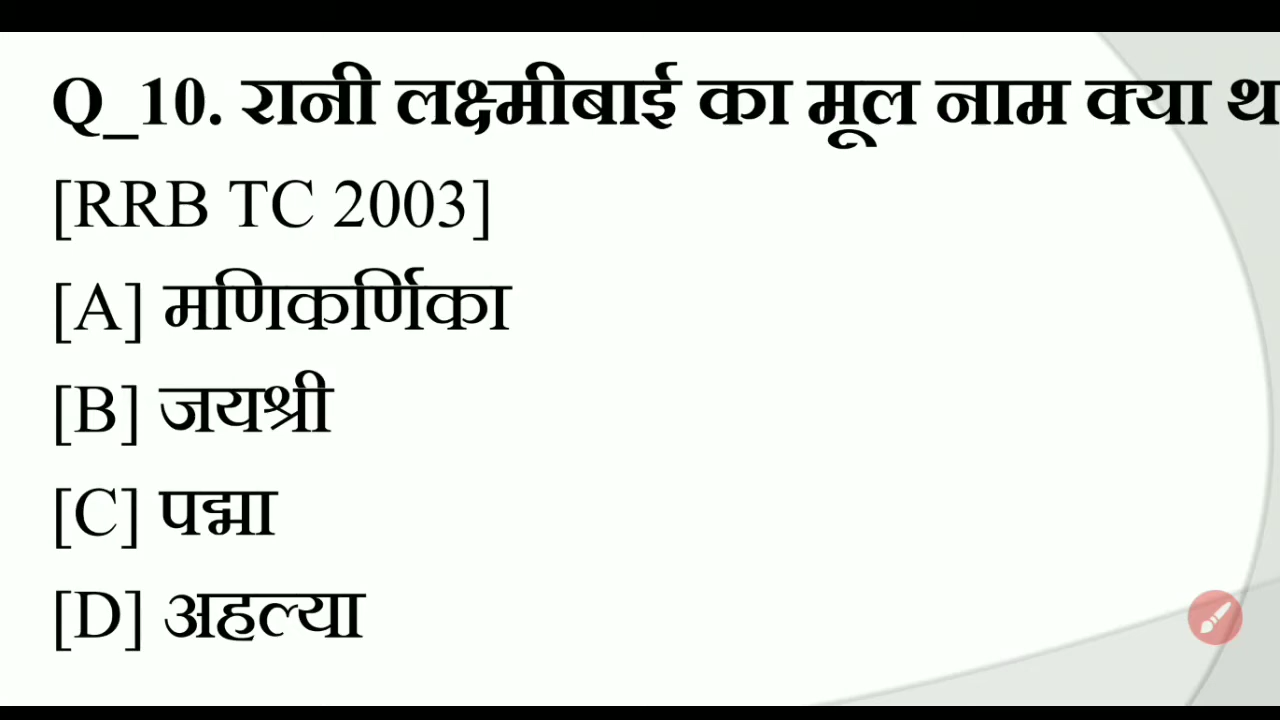 Q_10. रानी लक्ष्मीबाई का मूल नाम क्या
[RRB TC 2003]
[A] मणिकर्णिका
[B] जयश्री
[C] पद्मा
[D] अहल्या